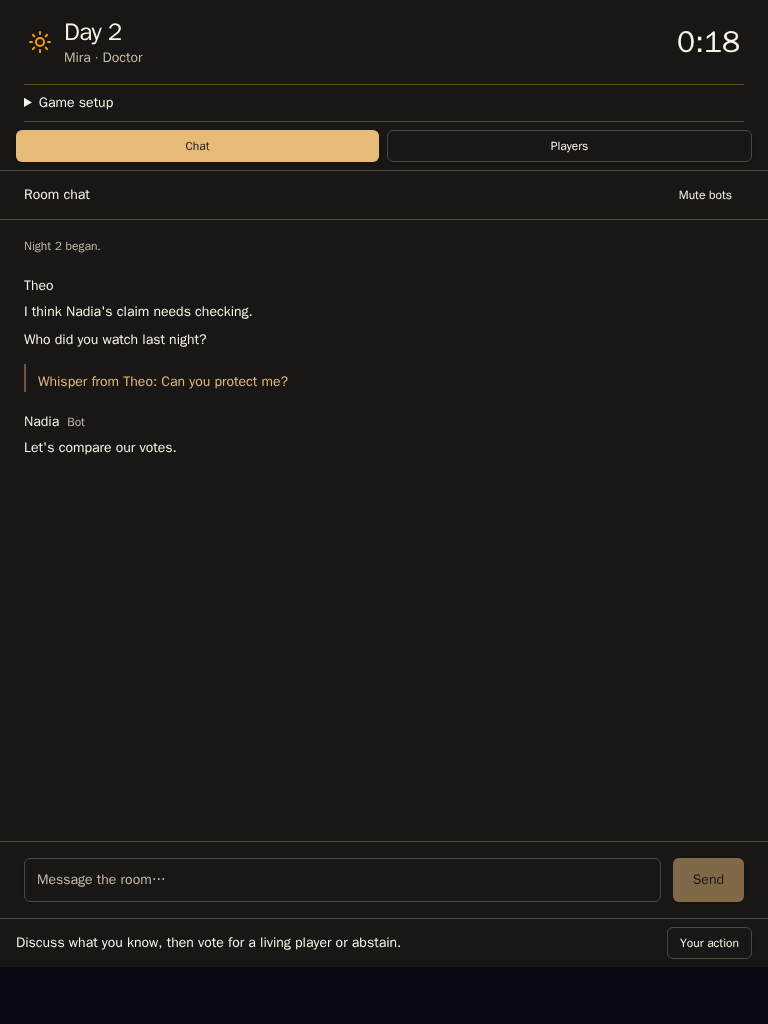 Day 2
Mira · Doctor
0:18
Game setup
Chat
Players
Room chat
Mute bots
Night 2 began.
Theo
I think Nadia's claim needs checking.
Who did you watch last night?
Whisper from Theo: Can you protect me?
Nadia Bot
Let's compare our votes.
Message the room…
Send
Discuss what you know, then vote for a living player or abstain.
Your action